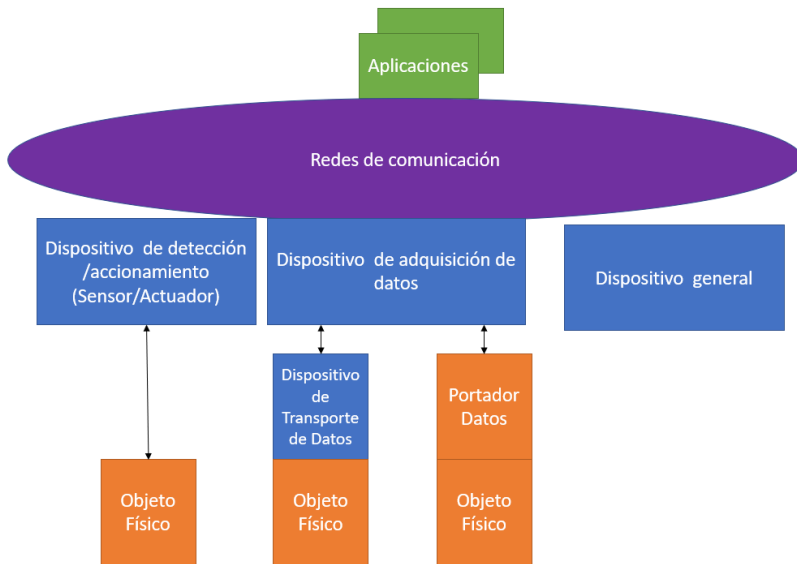 Aplicaciones
Redes de comunicación
Dispositivo de detección
/accionamiento
(Sensor/Actuador)
Dispositivo de adquisición de
datos
Dispositivo general
Dispositivo
de
Transporte
de Datos
Portador
Datos
Objeto
Físico
Objeto
Físico
Objeto
Físico